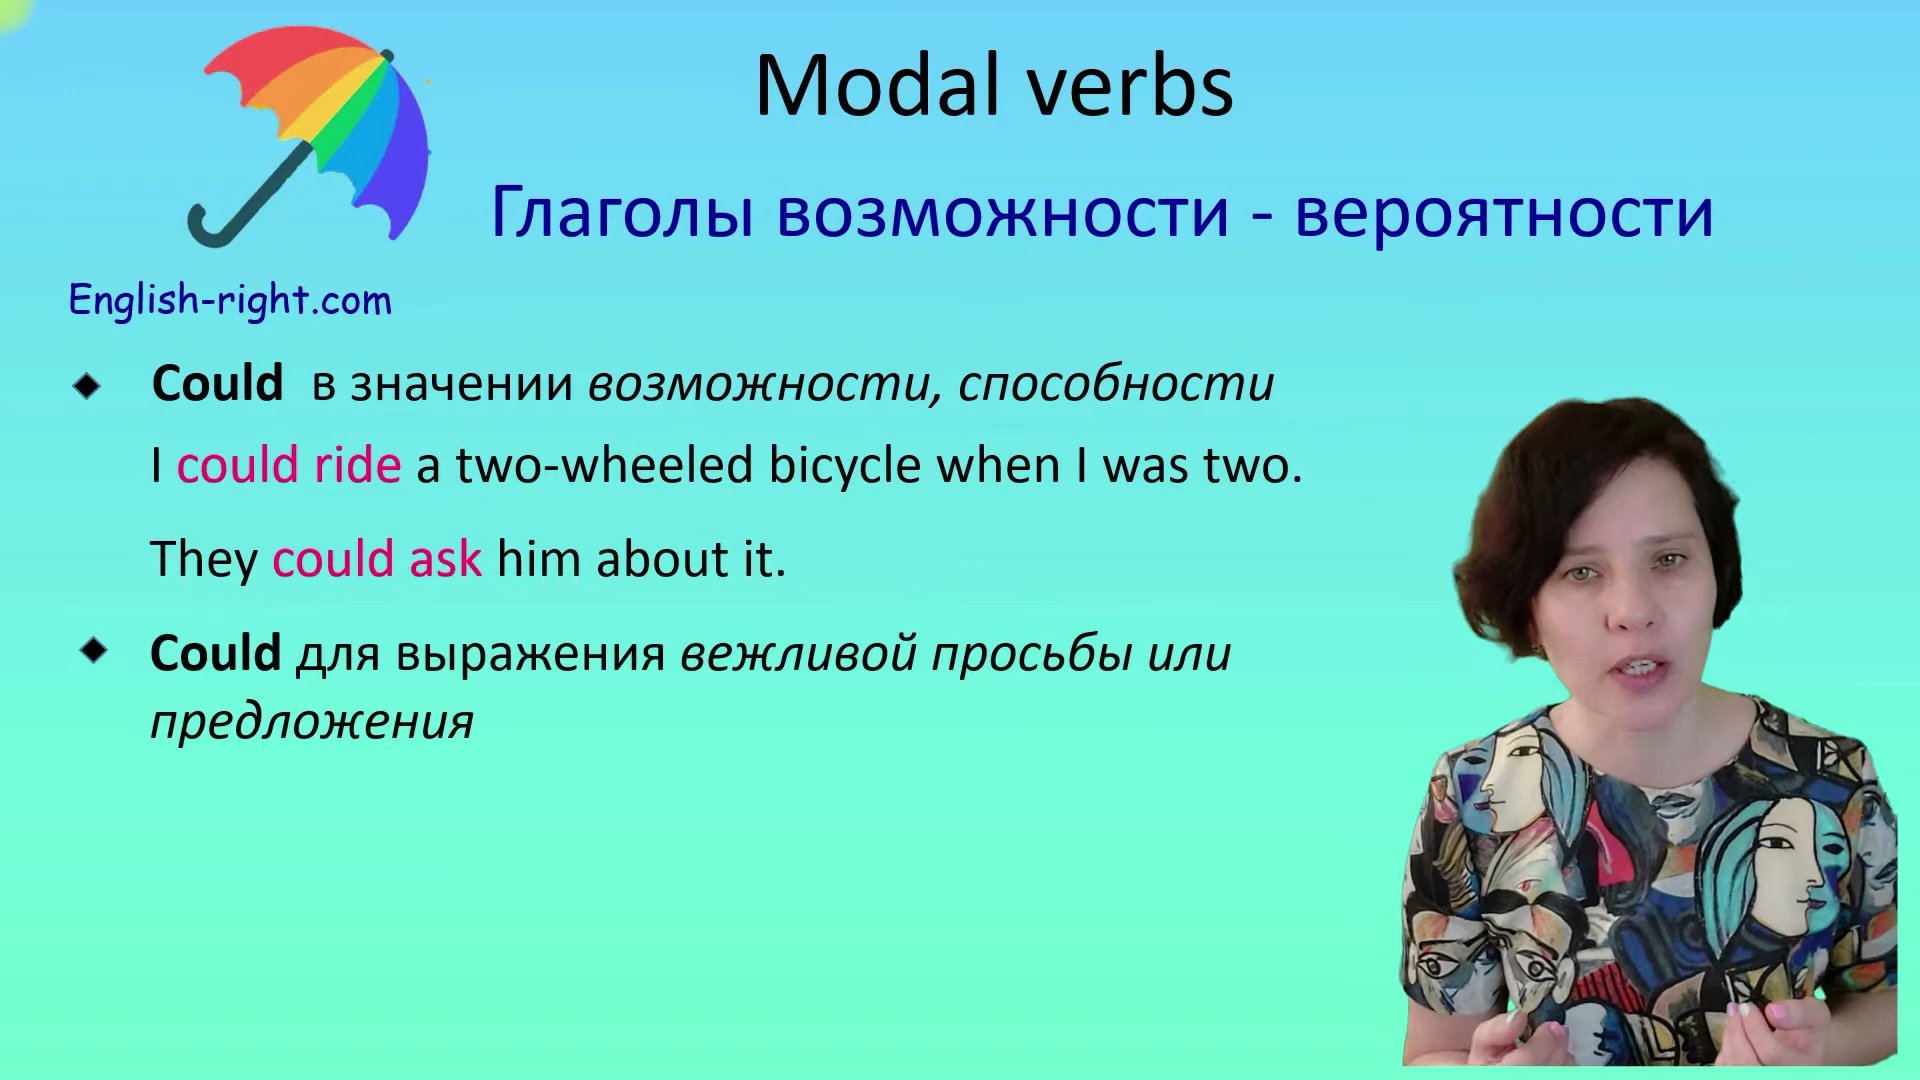 Modal verbs
Глаголы возможности - вероятности
English-right.com
Could в значении возможности, способности
I could ride a two-wheeled bicycle when I was two.
They could ask him about it.
Could для выражения вежливой просьбы или
предложения